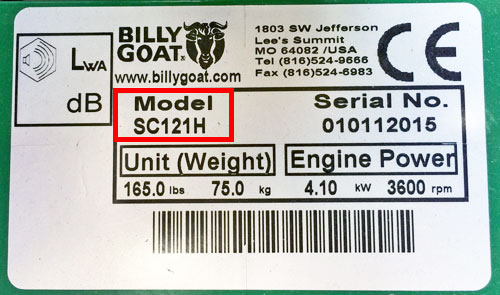 BILLY
GOAT
www.billygoat.com
1803 SW Jefferson
Lee's Summit
MO 64082 /USA
Tel (816)524-9666
Fax (816)524-6983
CE
LWA
dB
Model
SC121H
Serial No.
010112015
Unit (Weight)
Engine Power
165.0 lbs 75.0 kg
4.10 kW 3600 rpm